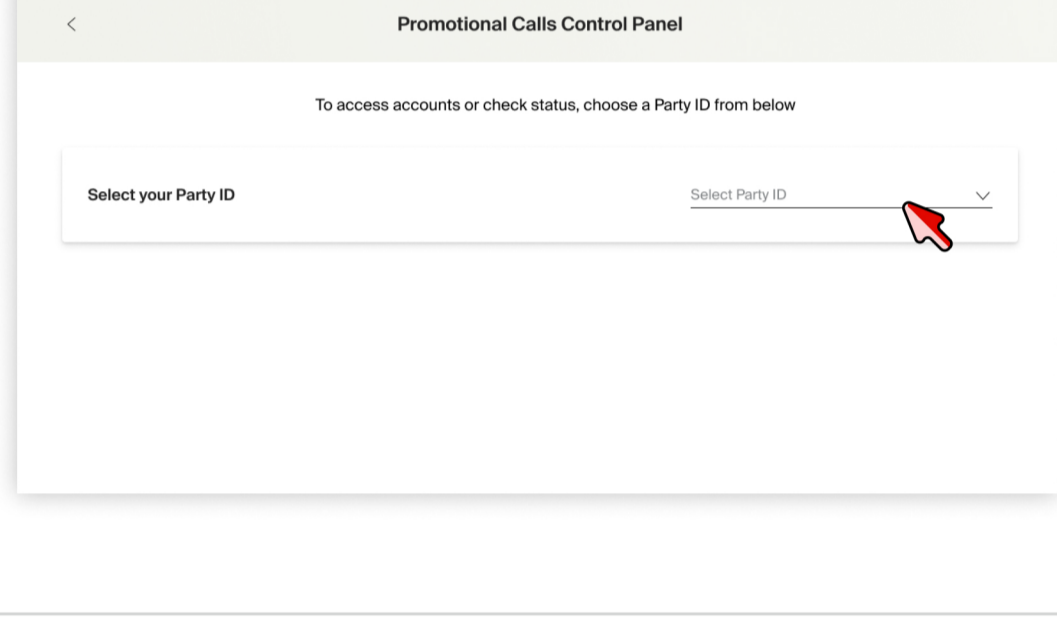 Promotional Calls Control Panel
To access accounts or check status, choose a Party ID from below
Select your Party ID
Select Party ID